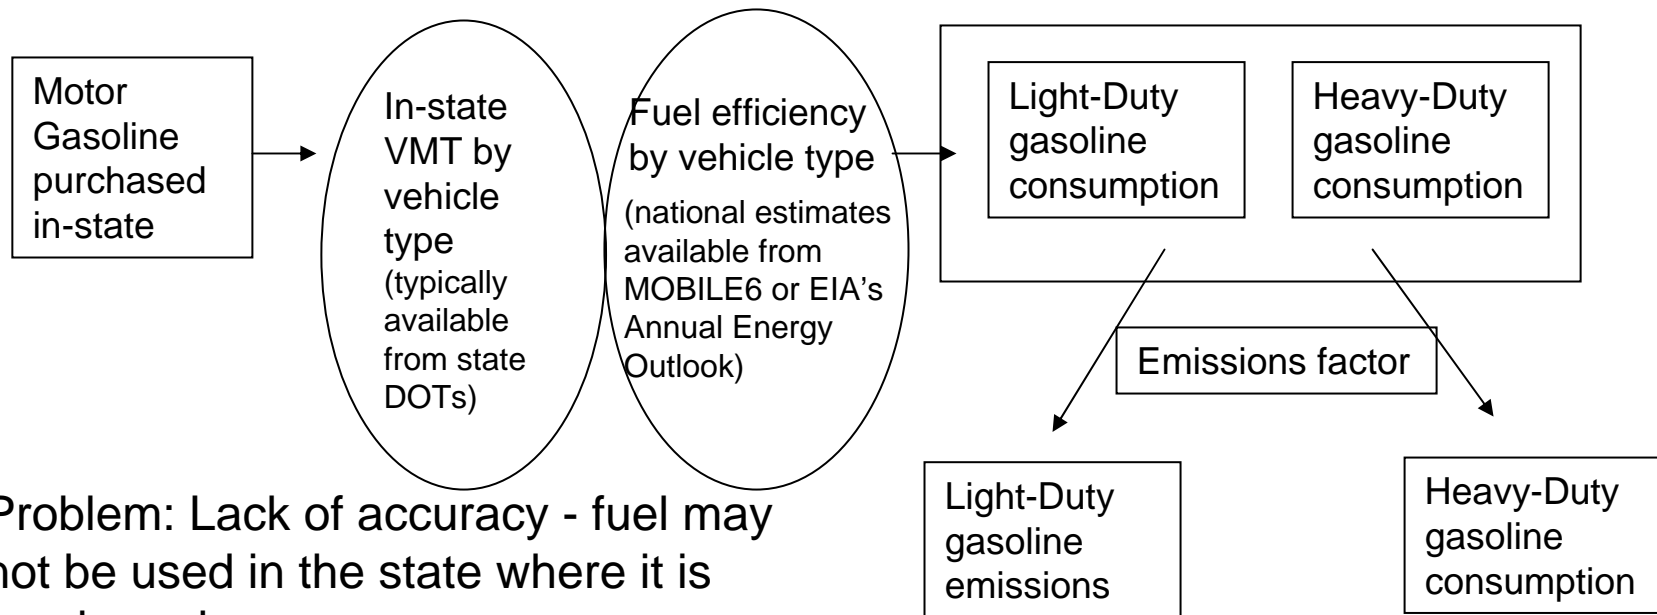 Motor
Gasoline
purchased
in-state
In-state
VMT by
vehicle
type
(typically
available
from state
DOTs)
Fuel efficiency
by vehicle type
(national estimates
available from
MOBILE6 or EIA’s
Annual Energy
Outlook)
Light-Duty
gasoline
consumption
Heavy-Duty
gasoline
consumption
Emissions factor
Light-Duty
gasoline
emissions
Heavy-Duty
gasoline
consumption
Problem: Lack of accuracy - fuel may
not be used in the state where it is